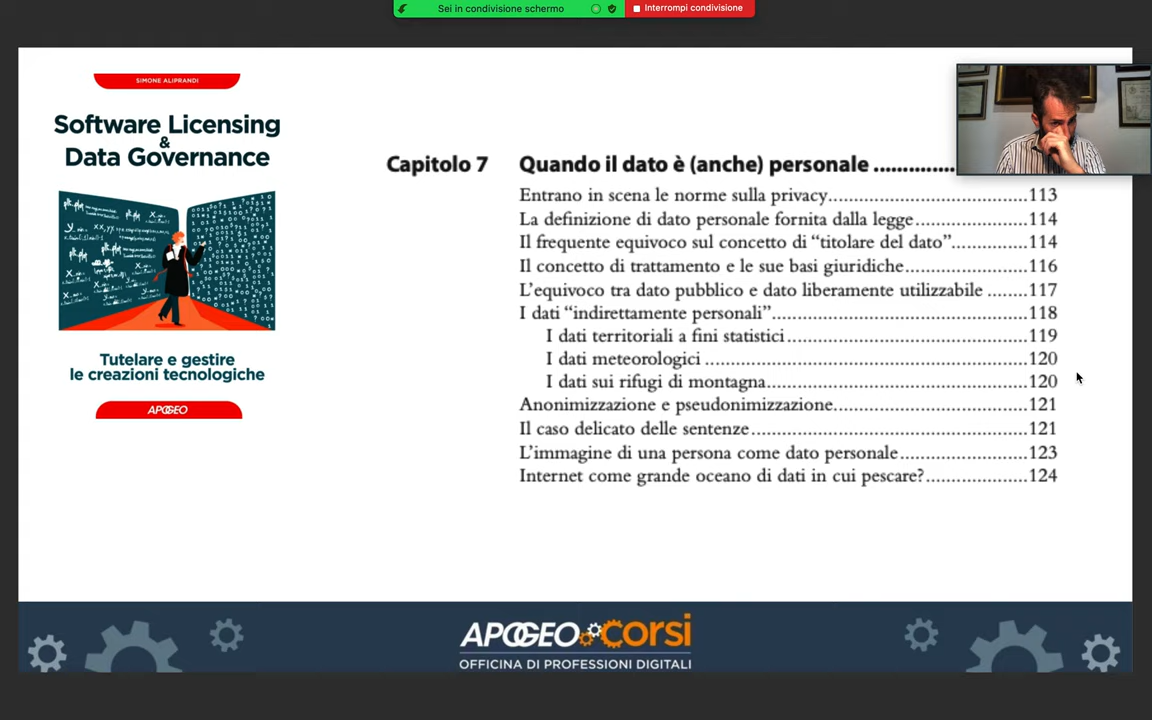 Sei in condivisione schermo
Interrompi condivisione
SIMONE ALIPRANDI
Software Licensing
&
Data Governance
Tutelare e gestire
le creazioni tecnologiche
APOGEO
Capitolo 7 Quando il dato è (anche) personale .............
Entrano in scena le norme sulla privacy.....................................113
La definizione di dato personale fornita dalla legge....................114
Il frequente equivoco sul concetto di “titolare del dato”..............114
Il concetto di trattamento e le sue basi giuridiche......................116
L’equivoco tra dato pubblico e dato liberamente utilizzabile .......117
I dati “indirettamente personali”...............................................118
I dati territoriali a fini statistici.............................................119
I dati meteorologici ............................................................120
I dati sui rifugi di montagna.................................................120
Anonimizzazione e pseudonimizzazione....................................121
Il caso delicato delle sentenze...................................................121
L’immagine di una persona come dato personale.......................123
Internet come grande oceano di dati in cui pescare?...................124
APOGEO CORSI
OFFICINA DI PROFESSIONI DIGITALI